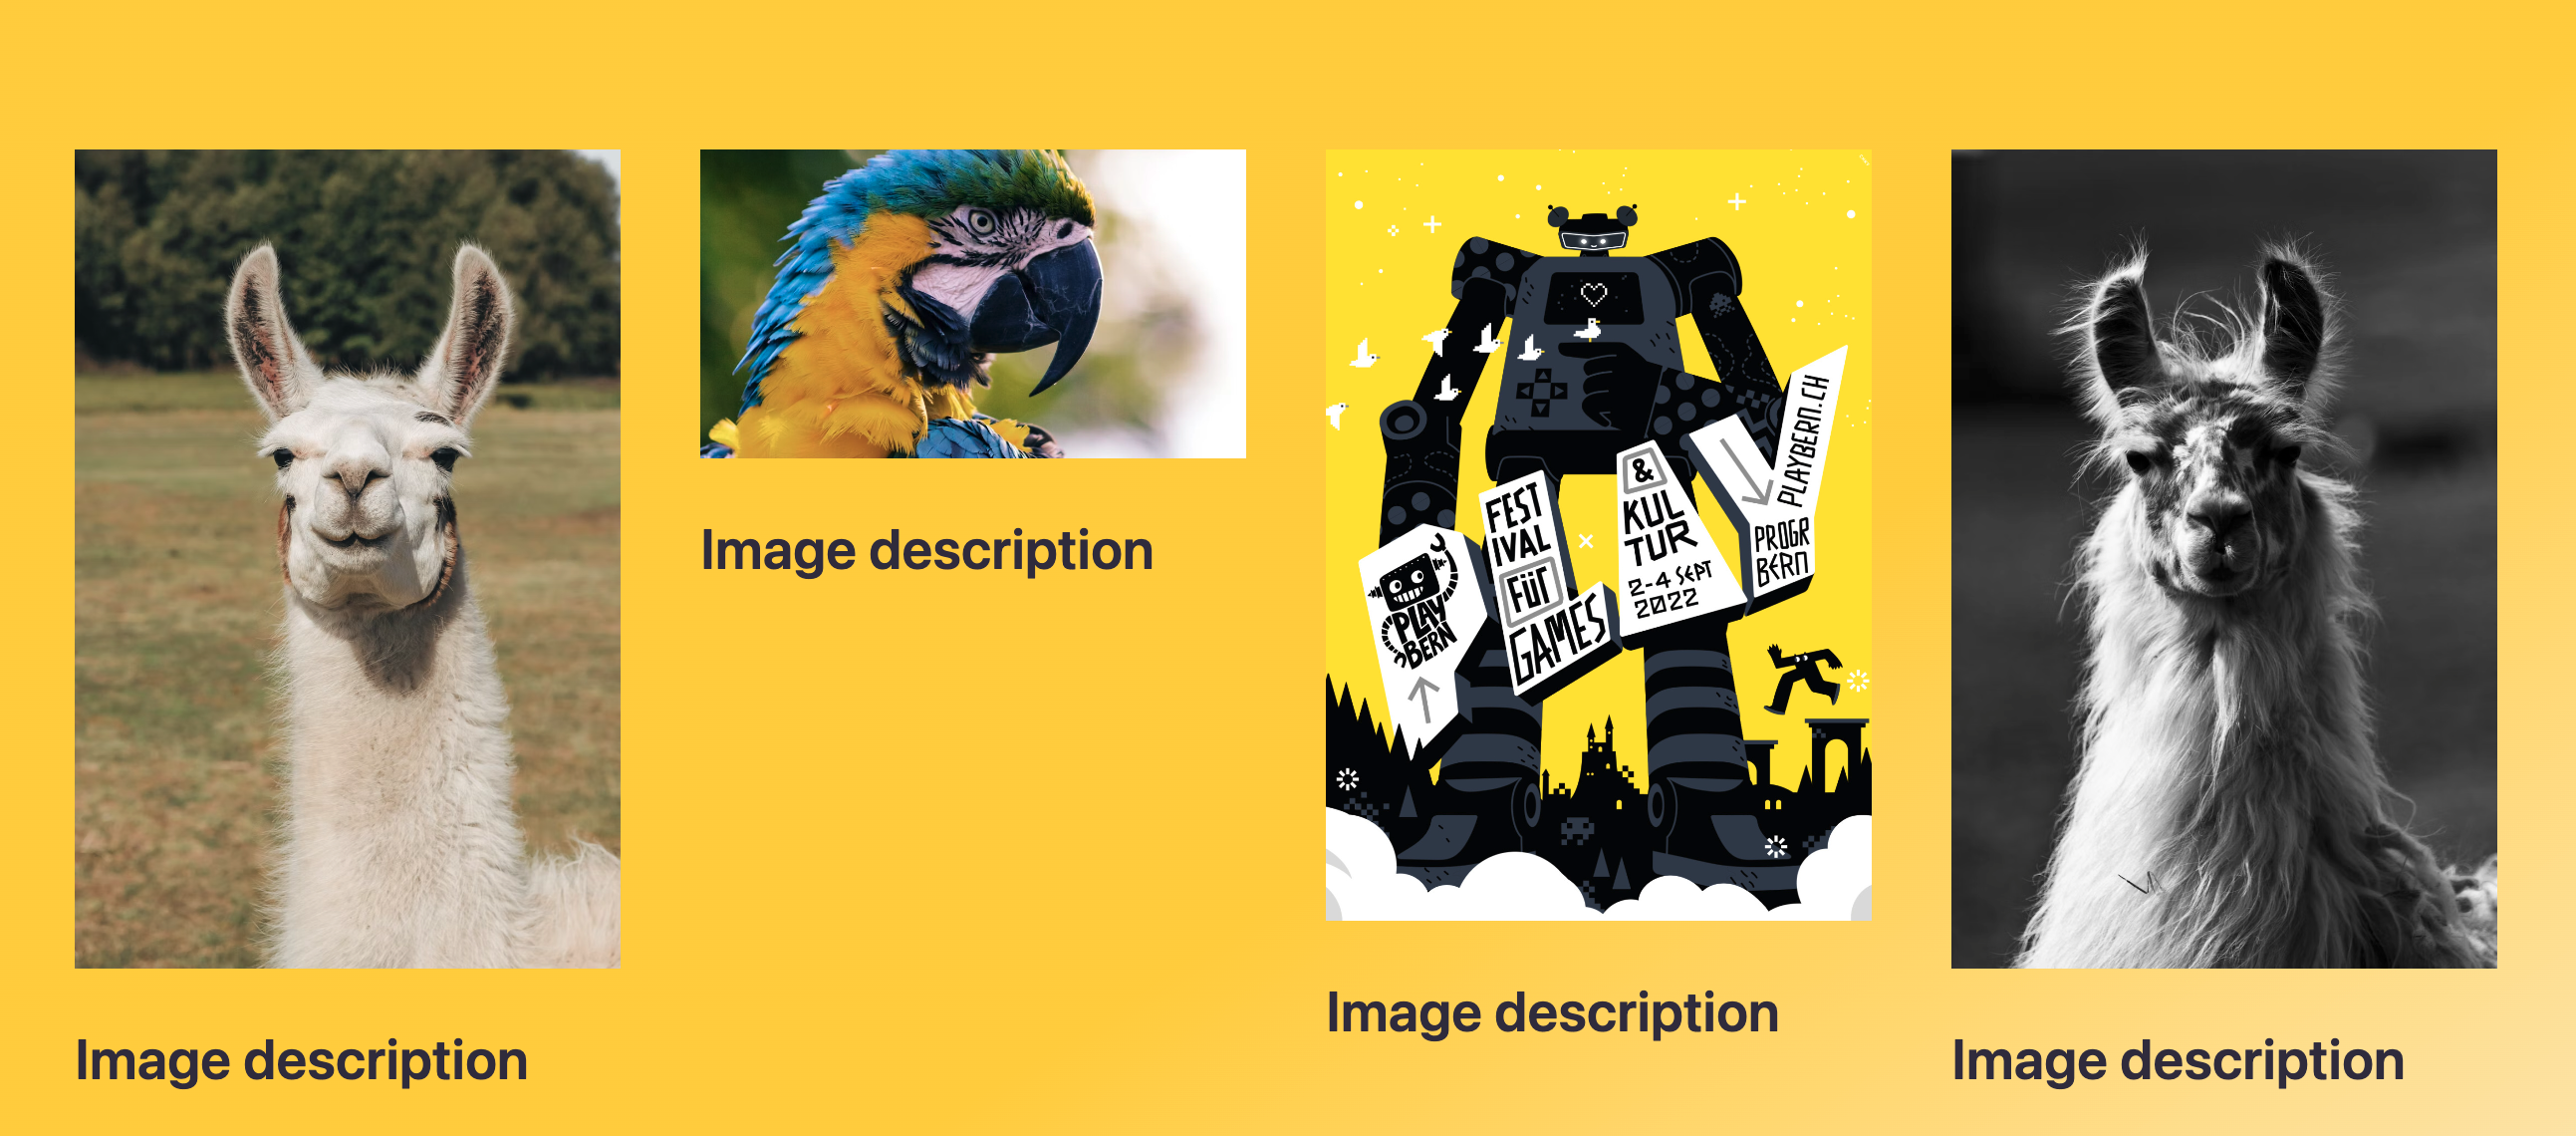 Image description
Image description
PLAY
BERN
FEST
IVAL
FÜR
GAMES
&
KUL
TUR
2-4 SEPT
2022
PLAYBERN.CH
PROGR
BERN
Image description
Image description